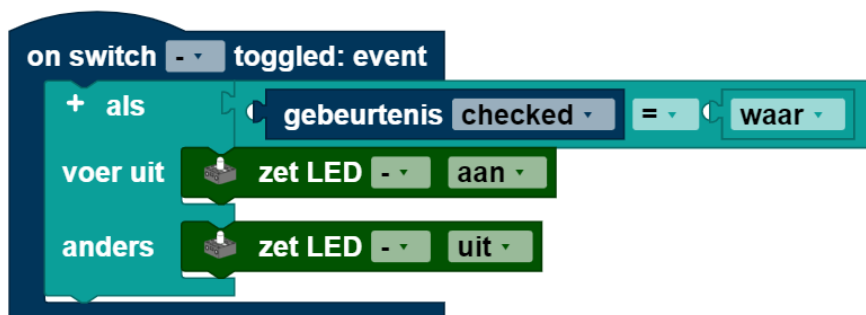 on switch - toggled: event
+ als gebeurtenis checked = waar
voer uit zet LED - aan
anders zet LED - uit